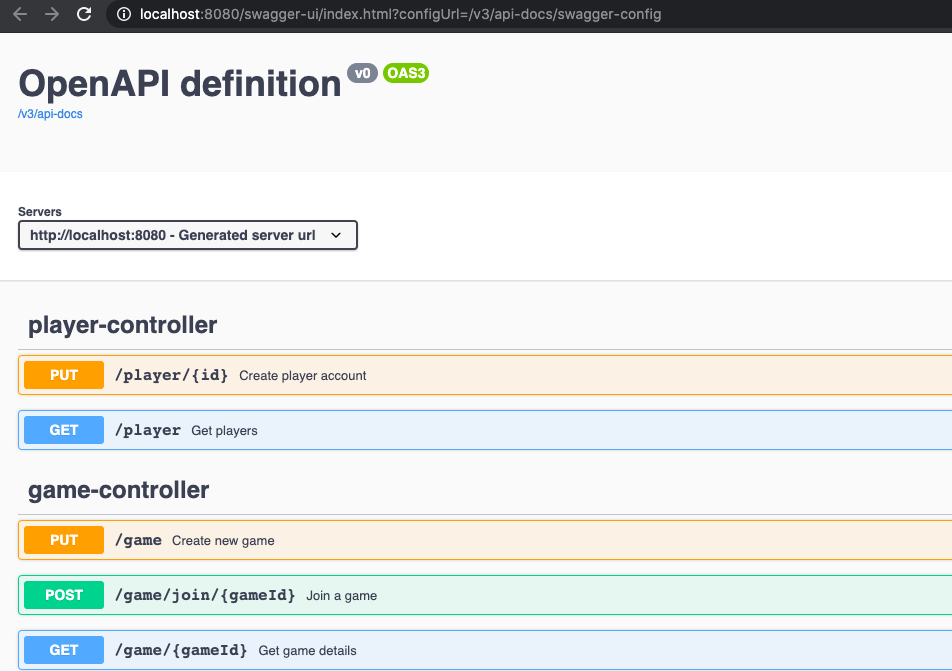 localhost:8080/swagger-ui/index.html?configUrl=/v3/api-docs/swagger-config
OpenAPI definition v0 OAS3
/v3/api-docs
Servers
http://localhost:8080 - Generated server url
player-controller
PUT /player/{id} Create player account
GET /player Get players
game-controller
PUT /game Create new game
POST /game/join/{gameId} Join a game
GET /game/{gameId} Get game details